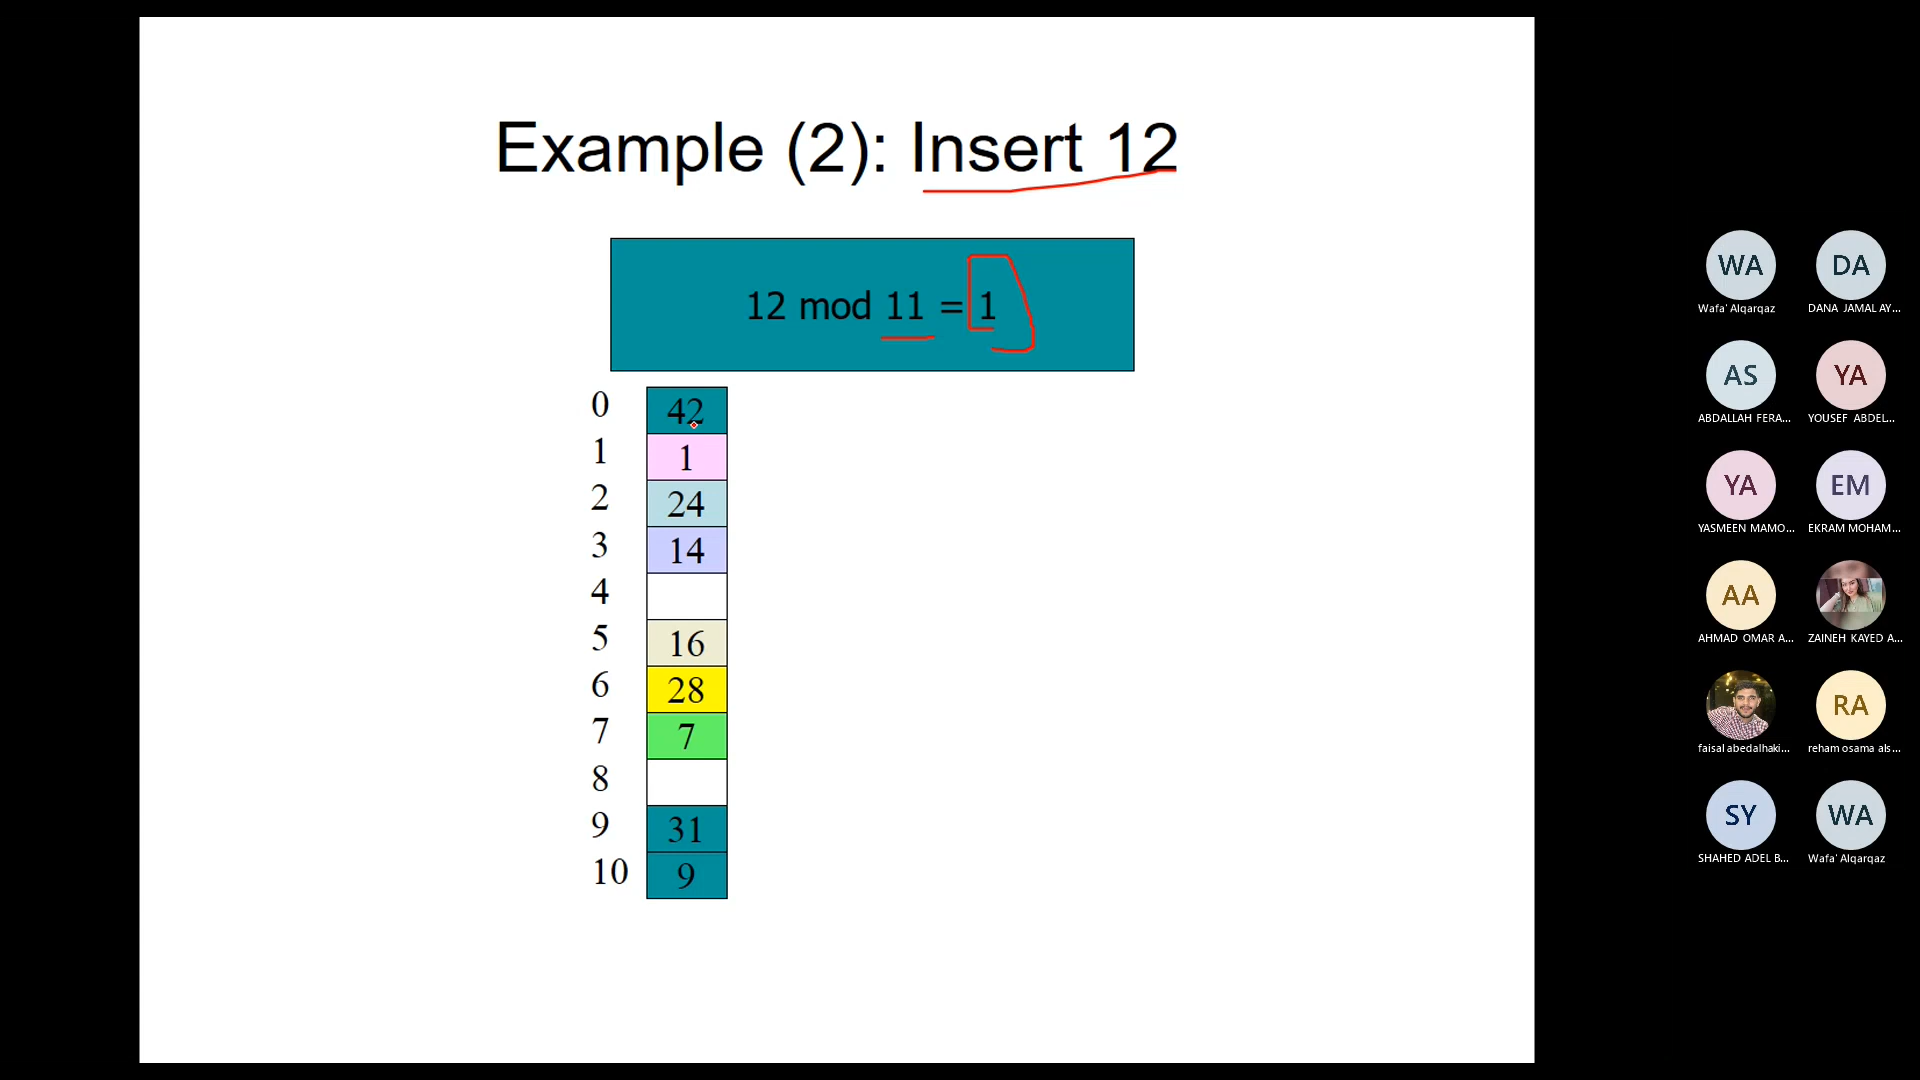 Example (2): Insert 12
12 mod 11 = 1
0 42
1 1
2 24
3 14
4
5 16
6 28
7 7
8
9 31
10 9
WA DA
Wafa' Alqarqaz DANA JAMAL AY...
AS YA
ABDALLAH FERA... YOUSEF ABDEL...
YA EM
YASMEEN MAMO... EKRAM MOHAM...
AA
AHMAD OMAR A... ZAINEH KAYED A...
RA
faisal abedalhaki... reham osama als...
SY WA
SHAHED ADEL B... Wafa' Alqarqaz